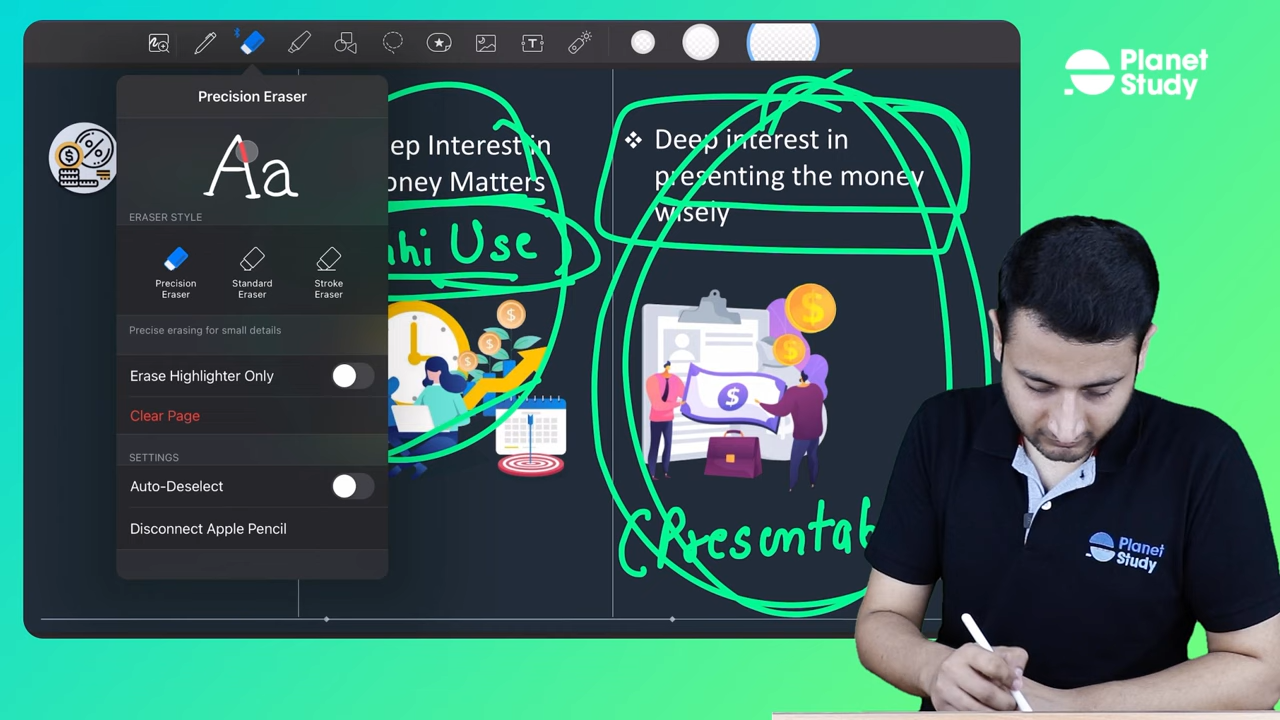 Planet
Study
Precision Eraser
Aa
ERASER STYLE
Precision
Eraser
Standard
Eraser
Stroke
Eraser
Precise erasing for small details
Erase Highlighter Only
Clear Page
SETTINGS
Auto-Deselect
Disconnect Apple Pencil
ep Interest in
oney Matters
Use
❖ Deep interest in
presenting the money
wisely
Planet
Study